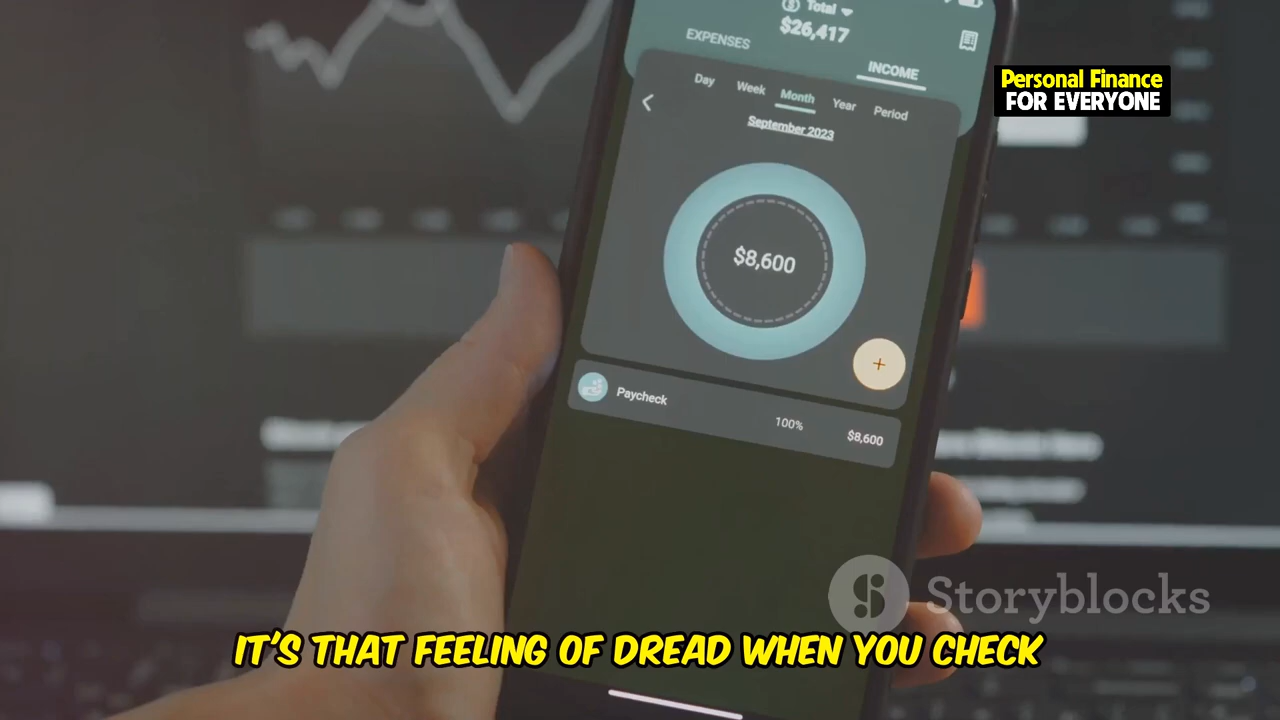 Total
$26,417
EXPENSES
INCOME
Day Week Month Year Period
September 2023
$8,600
+
Paycheck 100% $8,600
Personal Finance
FOR EVERYONE
Storyblocks
IT'S THAT FEELING OF DREAD WHEN YOU CHECK